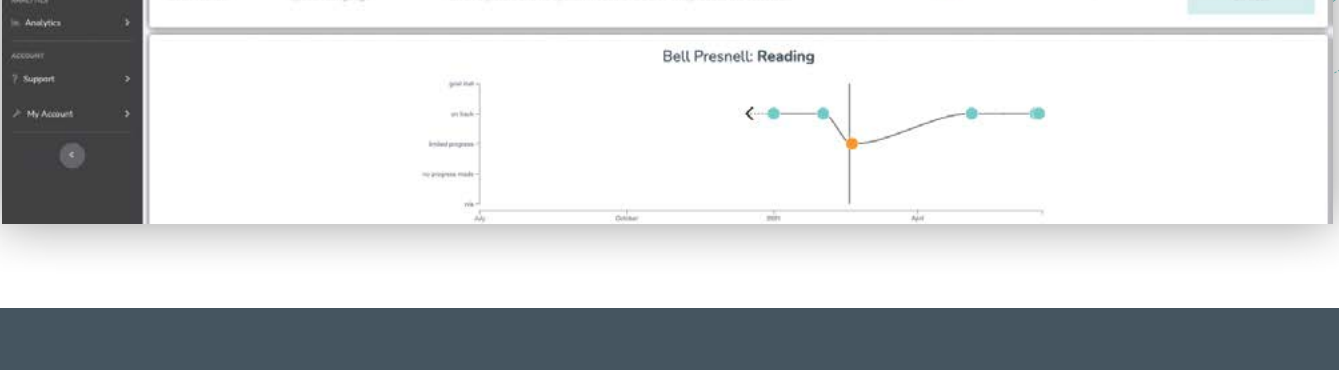 ANALYTICS
Analytics
ACCOUNT
? Support
My Account
Bell Presnell: Reading
goal met
on track
limited progress
no progress made
n/a
July
October
2021
April